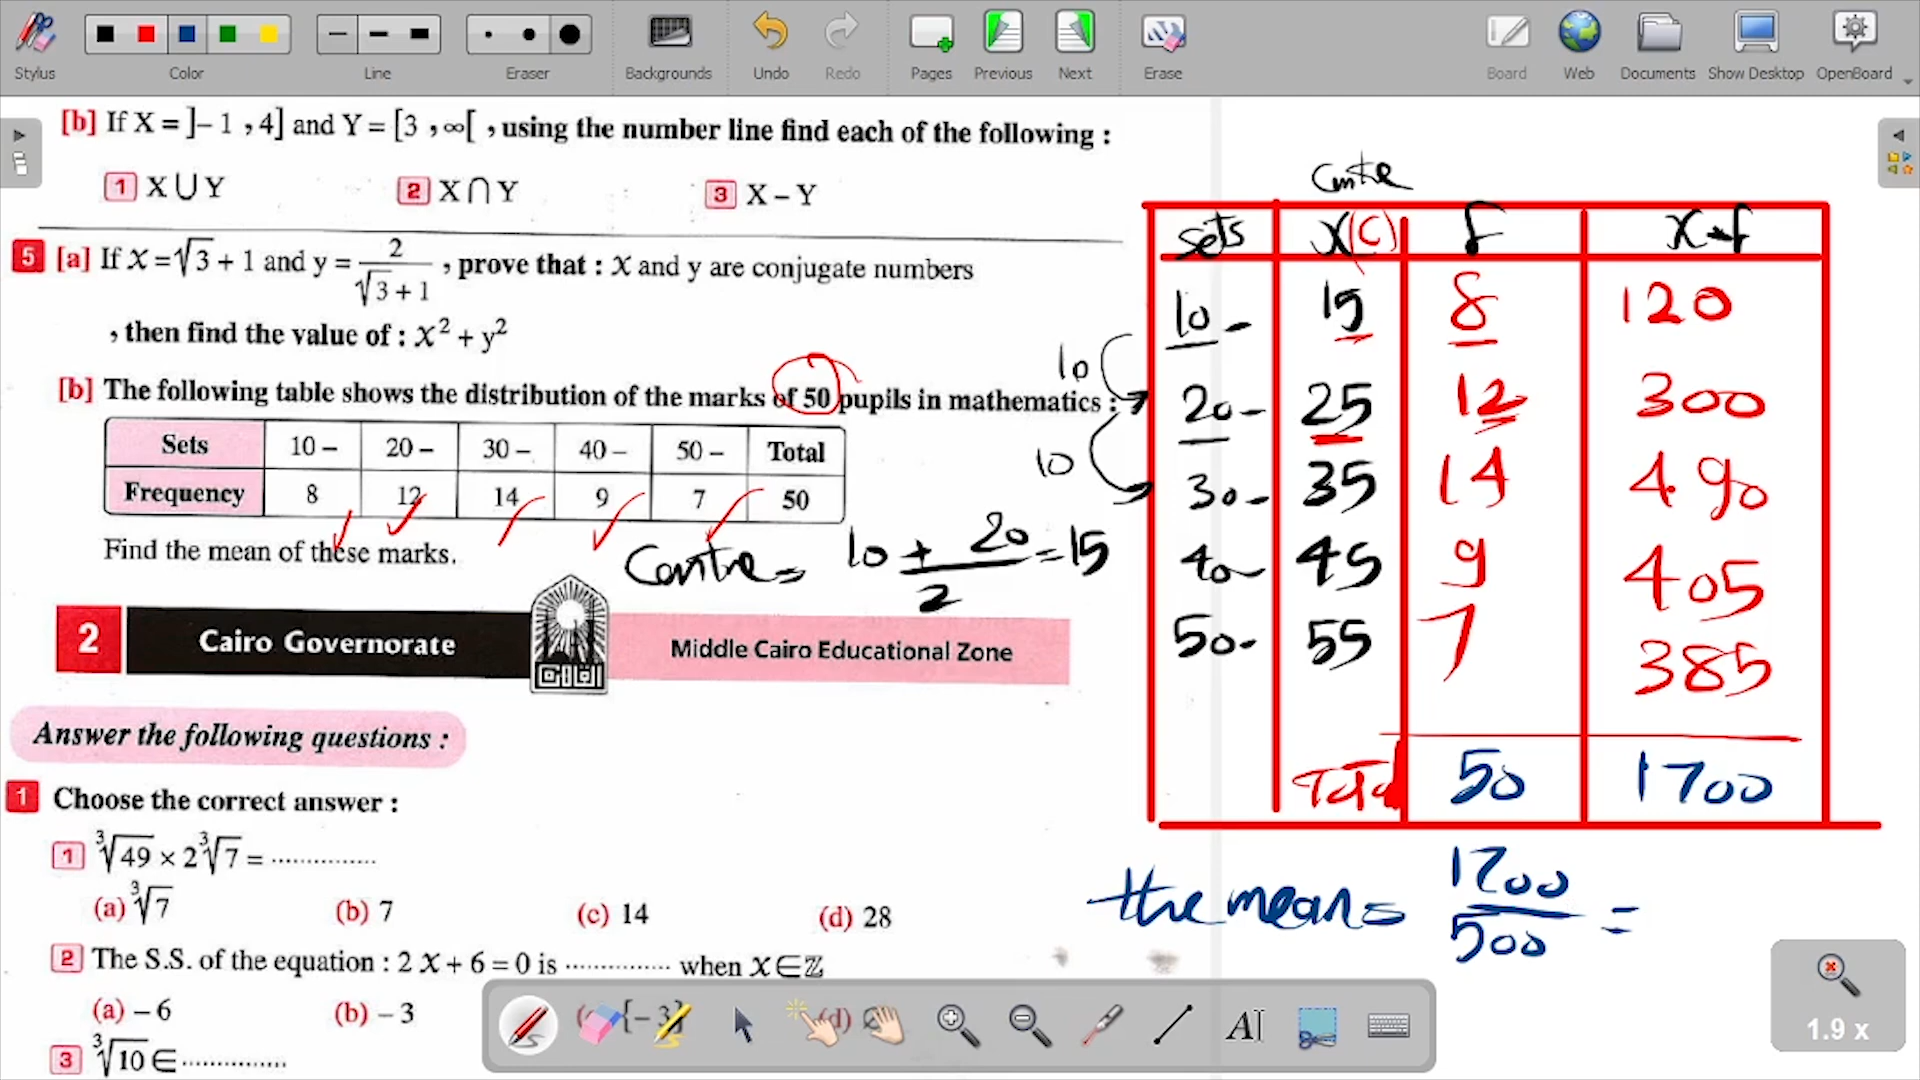 Stylus Color Line Eraser Backgrounds Undo Redo Pages Previous Next Erase Board Web Documents Show Desktop OpenBoard
[b] If X = ]– 1 , 4] and Y = [3 , ∞[ , using the number line find each of the following :
1 X ∪ Y 2 X ∩ Y 3 X – Y
5 [a] If X = √3 + 1 and y = 2/(√3 + 1) , prove that : X and y are conjugate numbers
, then find the value of : X² + y²
[b] The following table shows the distribution of the marks of 50 pupils in mathematics :
Sets 10 – 20 – 30 – 40 – 50 – Total
Frequency 8 12 14 9 7 50
Find the mean of these marks.
Centre = 10 + 20 / 2 = 15
10
10
Centre
Sets X(C) f X.f
10 - 15 8 120
20 - 25 12 300
30 - 35 14 490
40 - 45 9 405
50 - 55 7 385
Total 50 1700
the mean = 1700/500 =
2 Cairo Governorate Middle Cairo Educational Zone
Answer the following questions :
1 Choose the correct answer :
1 ∛49 × 2∛7 = ..............
(a) ∛7 (b) 7 (c) 14 (d) 28
2 The S.S. of the equation : 2 X + 6 = 0 is .............. when X ∈ ℤ
(a) – 6 (b) – 3 {– 3} (d)
3 ∛10 ∈ ..............
1.9 x